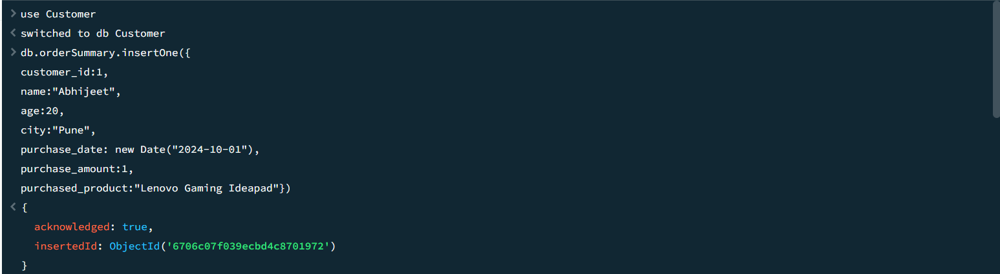 > use Customer
< switched to db Customer
> db.orderSummary.insertOne({
customer_id:1,
name:"Abhijeet",
age:20,
city:"Pune",
purchase_date: new Date("2024-10-01"),
purchase_amount:1,
purchased_product:"Lenovo Gaming Ideapad"})
< {
acknowledged: true,
insertedId: ObjectId('6706c07f039ecbd4c8701972')
}